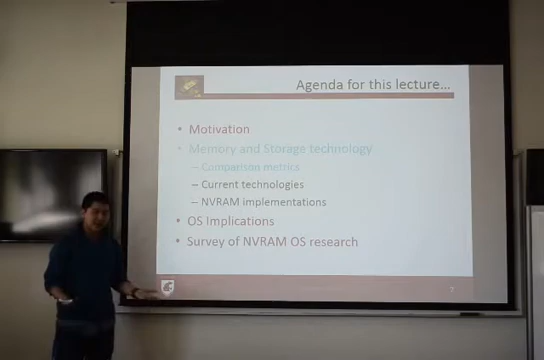 Agenda for this lecture…
• Motivation
• Memory and Storage technology
– Comparison metrics
– Current technologies
– NVRAM implementations
• OS Implications
• Survey of NVRAM OS research
7